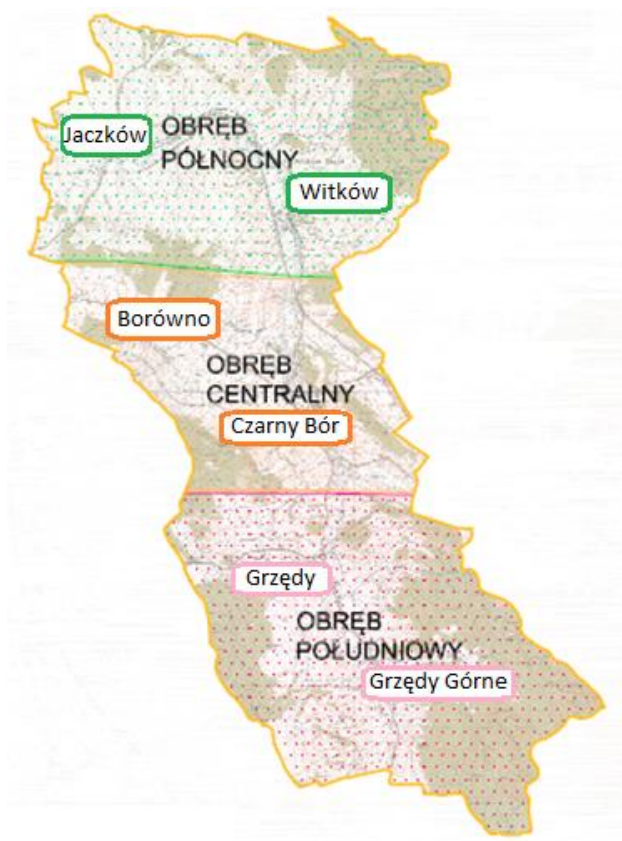 Jaczków
OBRĘB
PÓŁNOCNY
Witków
Borówno
OBRĘB
CENTRALNY
Czarny Bór
Grzędy
OBRĘB
POŁUDNIOWY
Grzędy Górne